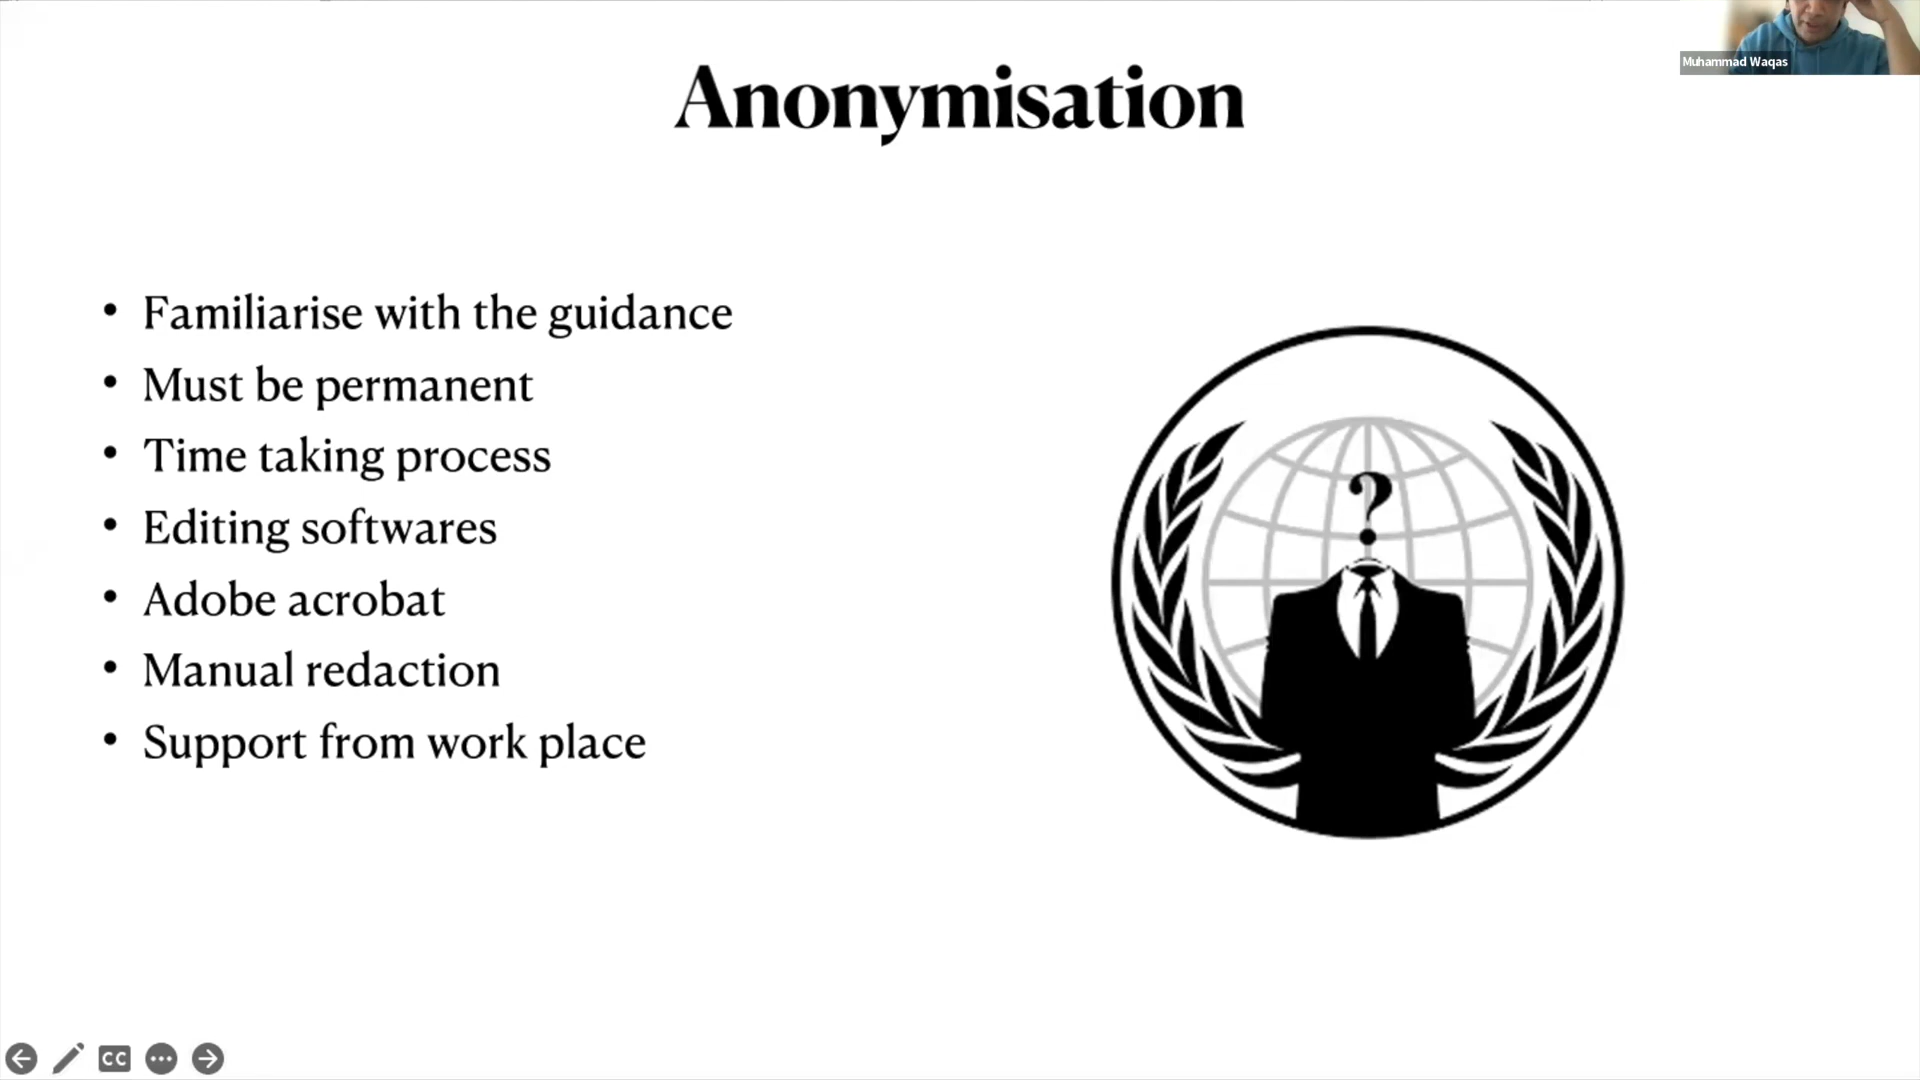 Anonymisation
Muhammad Waqas
• Familiarise with the guidance
• Must be permanent
• Time taking process
• Editing softwares
• Adobe acrobat
• Manual redaction
• Support from work place
?
CC